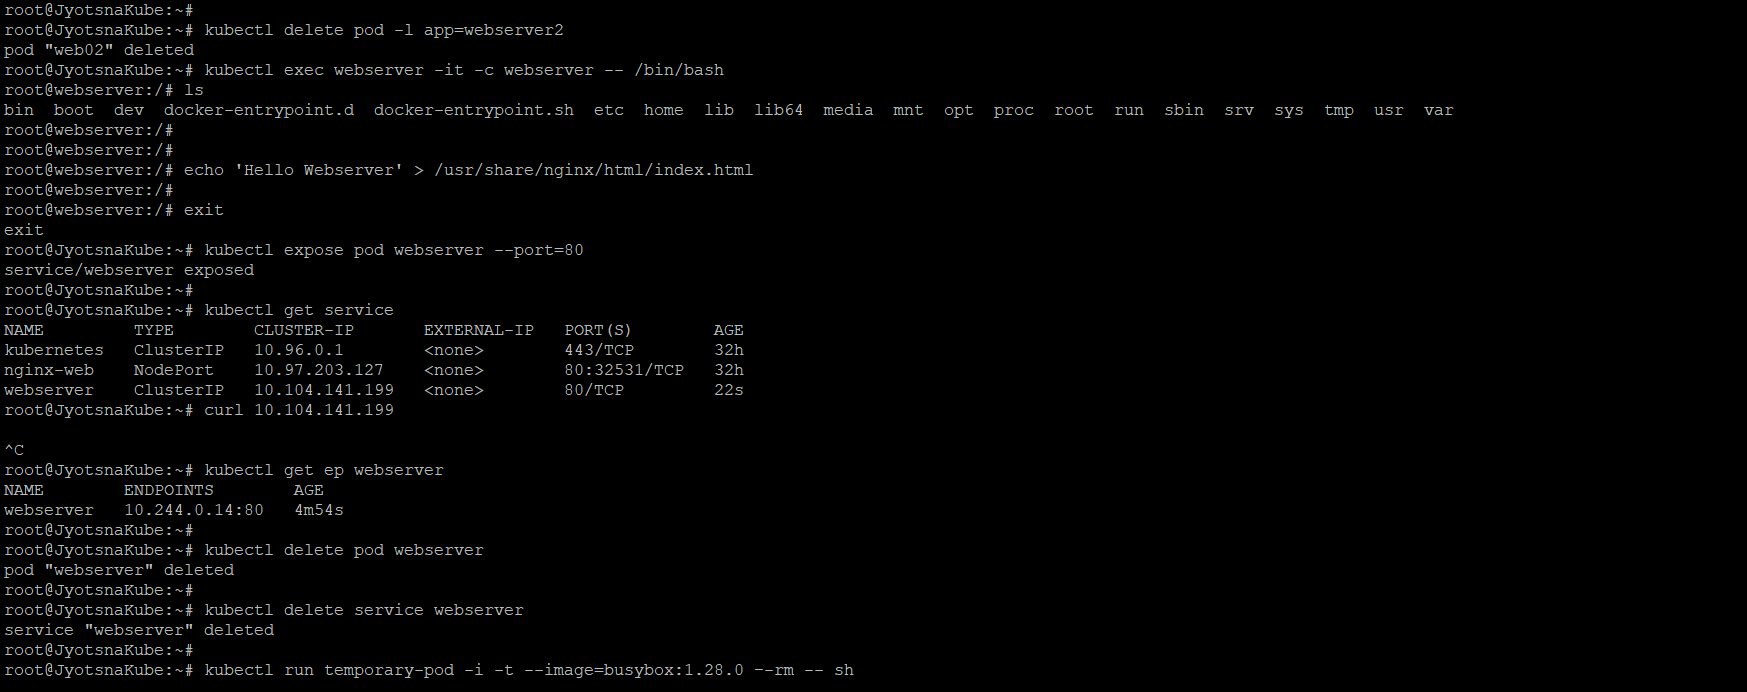 root@JyotsnaKube:~#
root@JyotsnaKube:~# kubectl delete pod -l app=webserver2
pod "web02" deleted
root@JyotsnaKube:~# kubectl exec webserver -it -c webserver -- /bin/bash
root@webserver:/# ls
bin  boot  dev  docker-entrypoint.d  docker-entrypoint.sh  etc  home  lib  lib64  media  mnt  opt  proc  root  run  sbin  srv  sys  tmp  usr  var
root@webserver:/#
root@webserver:/#
root@webserver:/# echo 'Hello Webserver' > /usr/share/nginx/html/index.html
root@webserver:/#
root@webserver:/# exit
exit
root@JyotsnaKube:~# kubectl expose pod webserver --port=80
service/webserver exposed
root@JyotsnaKube:~#
root@JyotsnaKube:~# kubectl get service
NAME         TYPE        CLUSTER-IP       EXTERNAL-IP   PORT(S)        AGE
kubernetes   ClusterIP   10.96.0.1        <none>        443/TCP        32h
nginx-web    NodePort    10.97.203.127    <none>        80:32531/TCP   32h
webserver    ClusterIP   10.104.141.199   <none>        80/TCP         22s
root@JyotsnaKube:~# curl 10.104.141.199
^C
root@JyotsnaKube:~# kubectl get ep webserver
NAME        ENDPOINTS        AGE
webserver   10.244.0.14:80   4m54s
root@JyotsnaKube:~#
root@JyotsnaKube:~# kubectl delete pod webserver
pod "webserver" deleted
root@JyotsnaKube:~#
root@JyotsnaKube:~# kubectl delete service webserver
service "webserver" deleted
root@JyotsnaKube:~#
root@JyotsnaKube:~# kubectl run temporary-pod -i -t --image=busybox:1.28.0 --rm -- sh